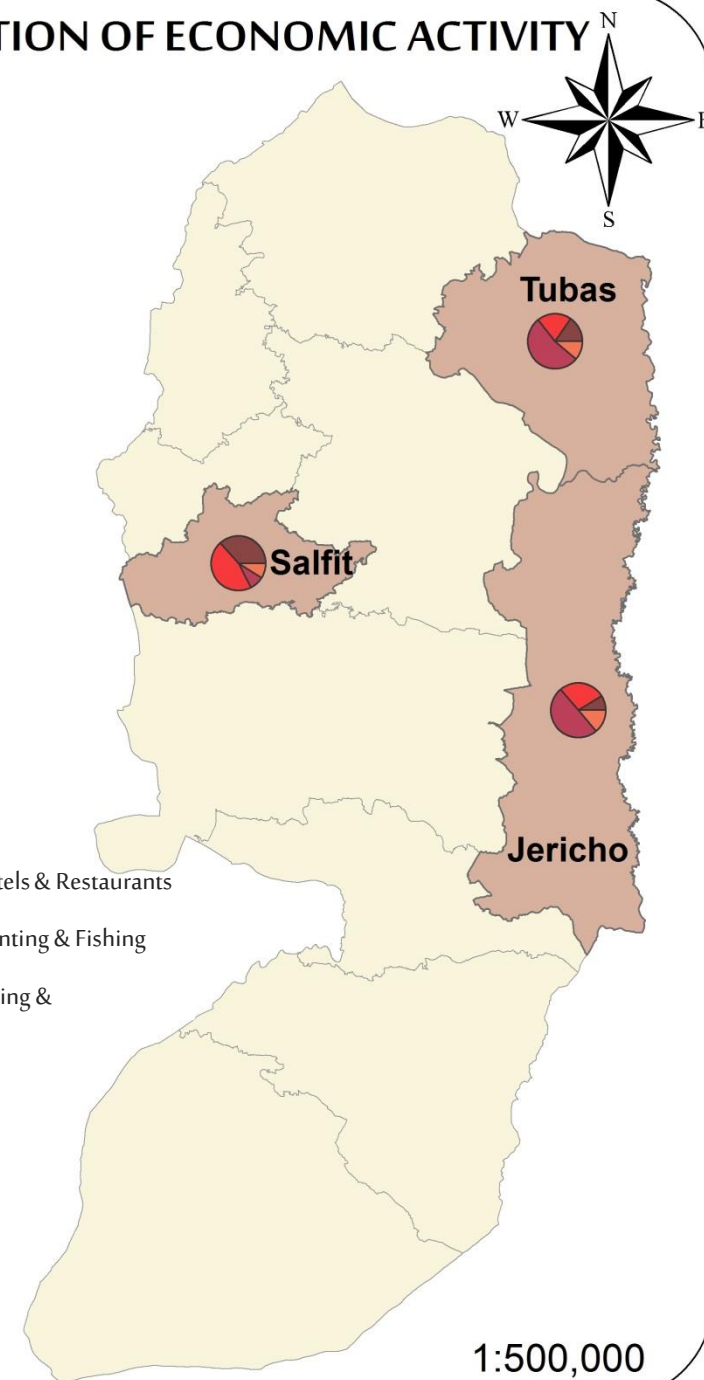 TION OF ECONOMIC ACTIVITY
N
W
S
Tubas
Salfit
Jericho
tels & Restaurants
nting & Fishing
ing &
1:500,000